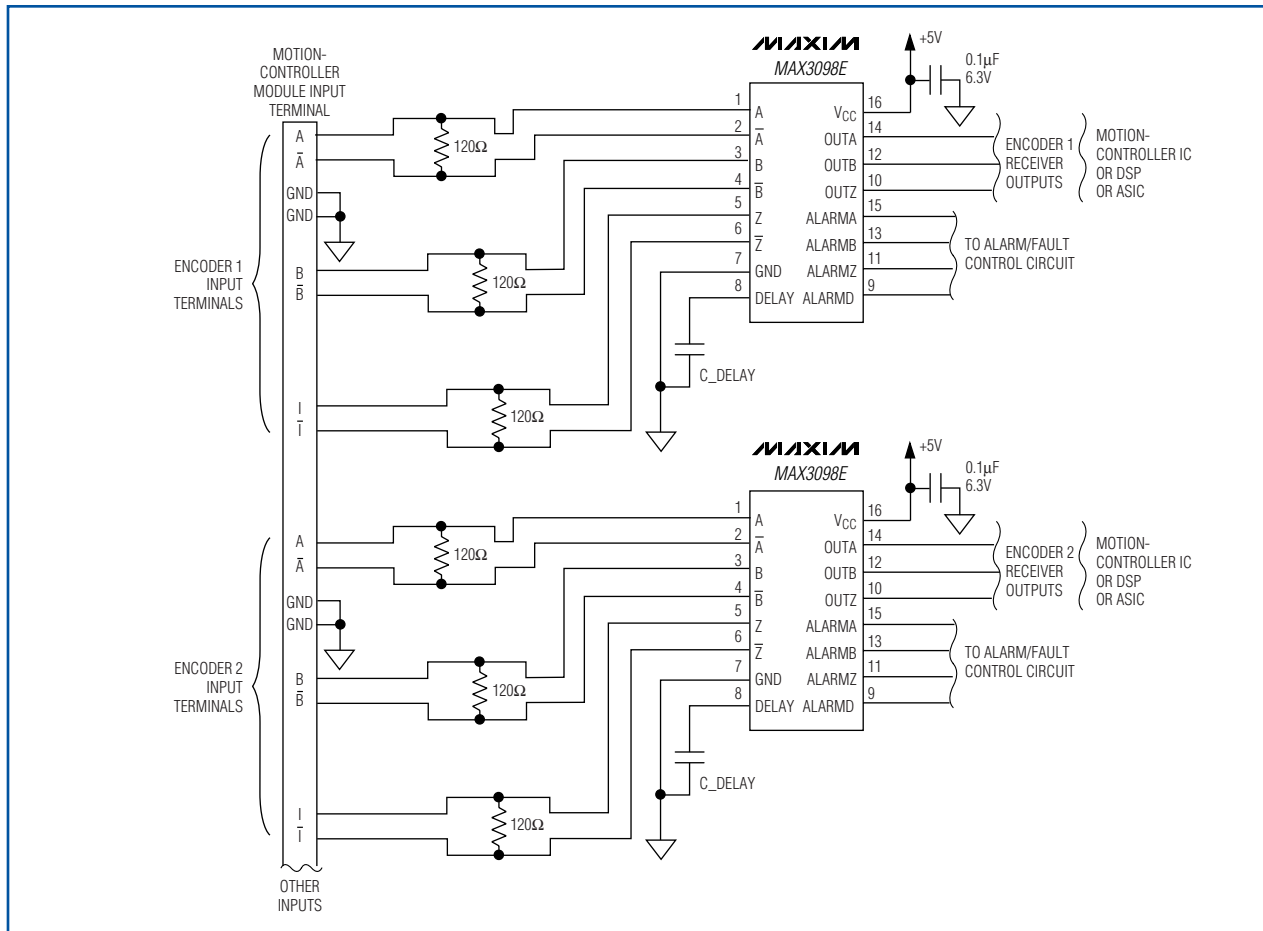 MOTION-
CONTROLLER
MODULE INPUT
TERMINAL
A
A̅
GND
GND
B
B̅
I
I̅
ENCODER 1
INPUT
TERMINALS
120Ω
120Ω
120Ω
MAXIM
MAX3098E
1
2
3
4
5
6
7
8
A
A̅
B
B̅
Z
Z̅
GND
DELAY
VCC
OUTA
OUTB
OUTZ
ALARMA
ALARMB
ALARMZ
ALARMD
16
14
12
10
15
13
11
9
+5V
0.1µF
6.3V
ENCODER 1
RECEIVER
OUTPUTS
MOTION-
CONTROLLER IC
OR DSP
OR ASIC
TO ALARM/FAULT
CONTROL CIRCUIT
C_DELAY
A
A̅
GND
GND
B
B̅
I
I̅
ENCODER 2
INPUT
TERMINALS
OTHER
INPUTS
120Ω
120Ω
120Ω
MAXIM
MAX3098E
1
2
3
4
5
6
7
8
A
A̅
B
B̅
Z
Z̅
GND
DELAY
VCC
OUTA
OUTB
OUTZ
ALARMA
ALARMB
ALARMZ
ALARMD
16
14
12
10
15
13
11
9
+5V
0.1µF
6.3V
ENCODER 2
RECEIVER
OUTPUTS
MOTION-
CONTROLLER IC
OR DSP
OR ASIC
TO ALARM/FAULT
CONTROL CIRCUIT
C_DELAY